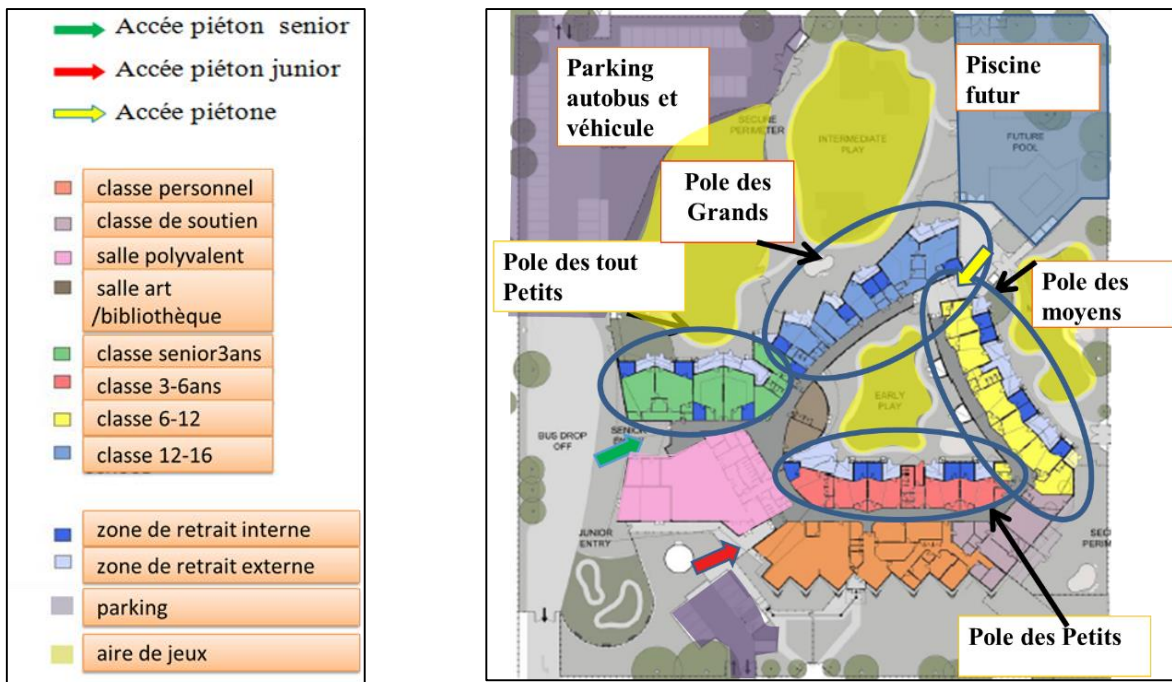 Accée piéton senior
Accée piéton junior
Accée piétone
classe personnel
classe de soutien
salle polyvalent
salle art
/bibliothèque
classe senior3ans
classe 3-6ans
classe 6-12
classe 12-16
zone de retrait interne
zone de retrait externe
parking
aire de jeux
Parking
autobus et
véhicule
Piscine
futur
SECURE
PERIMETER
INTERMEDIATE
PLAY
FUTURE
POOL
Pole des
Grands
Pole des tout
Petits
Pole des
moyens
EARLY
PLAY
BUS DROP
OFF
SENIOR
JUNIOR
ENTRY
Pole des Petits